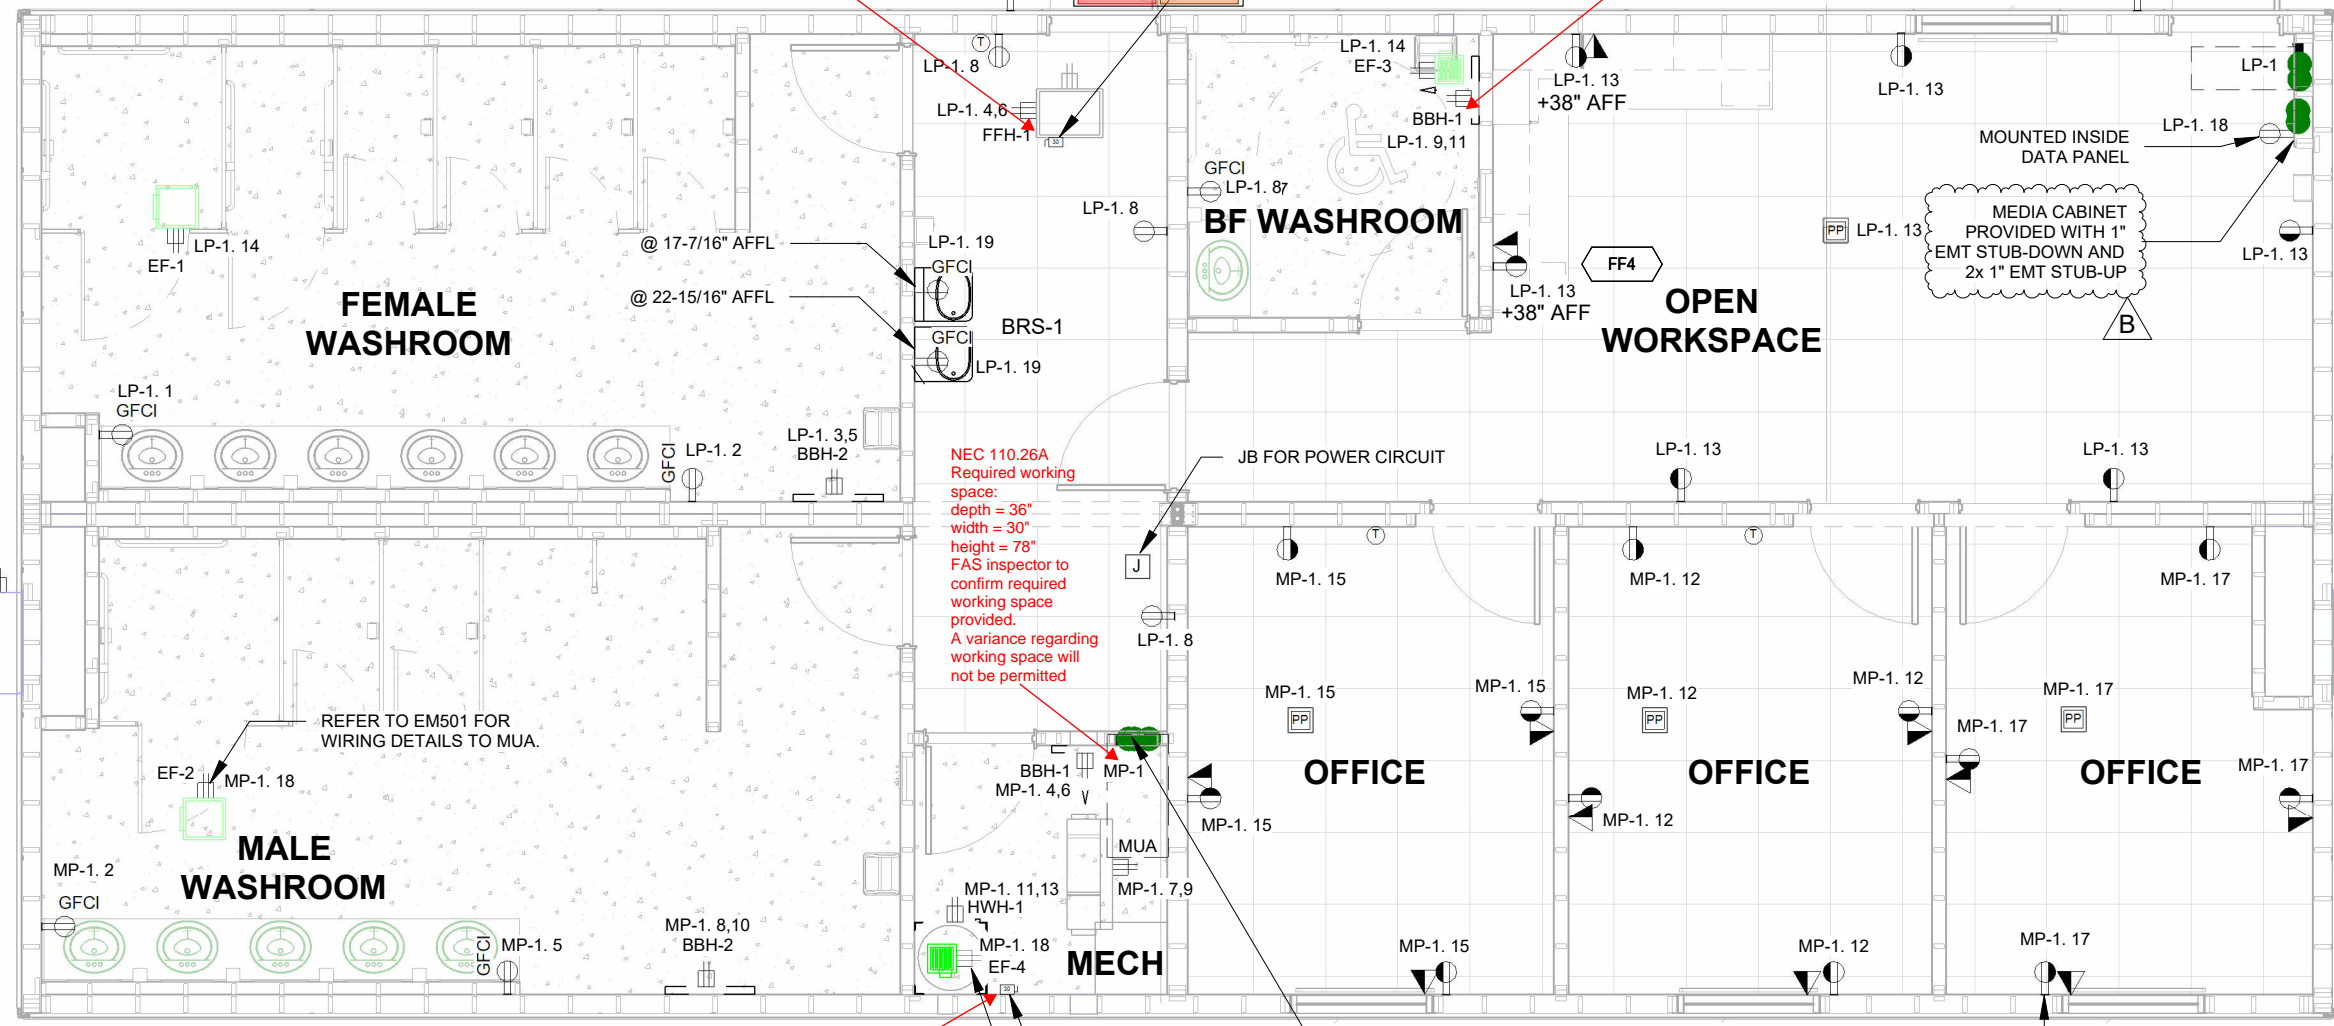 T
LP-1. 8
LP-1. 4,6
FFH-1
30
LP-1. 14
EF-3
BBH-1
LP-1. 9,11
LP-1. 13
+38" AFF
LP-1. 13
LP-1
LP-1. 18
MOUNTED INSIDE
DATA PANEL
GFCI
LP-1. 87
BF WASHROOM
LP-1. 8
MEDIA CABINET
PROVIDED WITH 1"
EMT STUB-DOWN AND
2x 1" EMT STUB-UP
B
PP
LP-1. 13
LP-1. 13
FF4
LP-1. 13
+38" AFF
OPEN
WORKSPACE
LP-1. 14
EF-1
@ 17-7/16" AFFL
LP-1. 19
GFCI
@ 22-15/16" AFFL
GFCI
BRS-1
LP-1. 19
FEMALE
WASHROOM
LP-1. 1
GFCI
GFCI
LP-1. 2
LP-1. 3,5
BBH-2
NEC 110.26A
Required working
space:
depth = 36"
width = 30"
height = 78"
FAS inspector to
confirm required
working space
provided.
A variance regarding
working space will
not be permitted
JB FOR POWER CIRCUIT
J
LP-1. 8
LP-1. 13
LP-1. 13
T
T
MP-1. 15
MP-1. 12
MP-1. 17
MP-1. 15
PP
MP-1. 15
MP-1. 12
PP
MP-1. 12
MP-1. 17
PP
MP-1. 17
MP-1. 17
OFFICE
OFFICE
OFFICE
MP-1. 15
MP-1. 12
REFER TO EM501 FOR
WIRING DETAILS TO MUA.
EF-2
MP-1. 18
BBH-1
MP-1. 4,6
MP-1
MUA
MP-1. 7,9
MALE
WASHROOM
MP-1. 2
GFCI
GFCI
MP-1. 5
MP-1. 8,10
BBH-2
MP-1. 11,13
HWH-1
MP-1. 18
EF-4
30
MECH
MP-1. 15
MP-1. 12
MP-1. 17